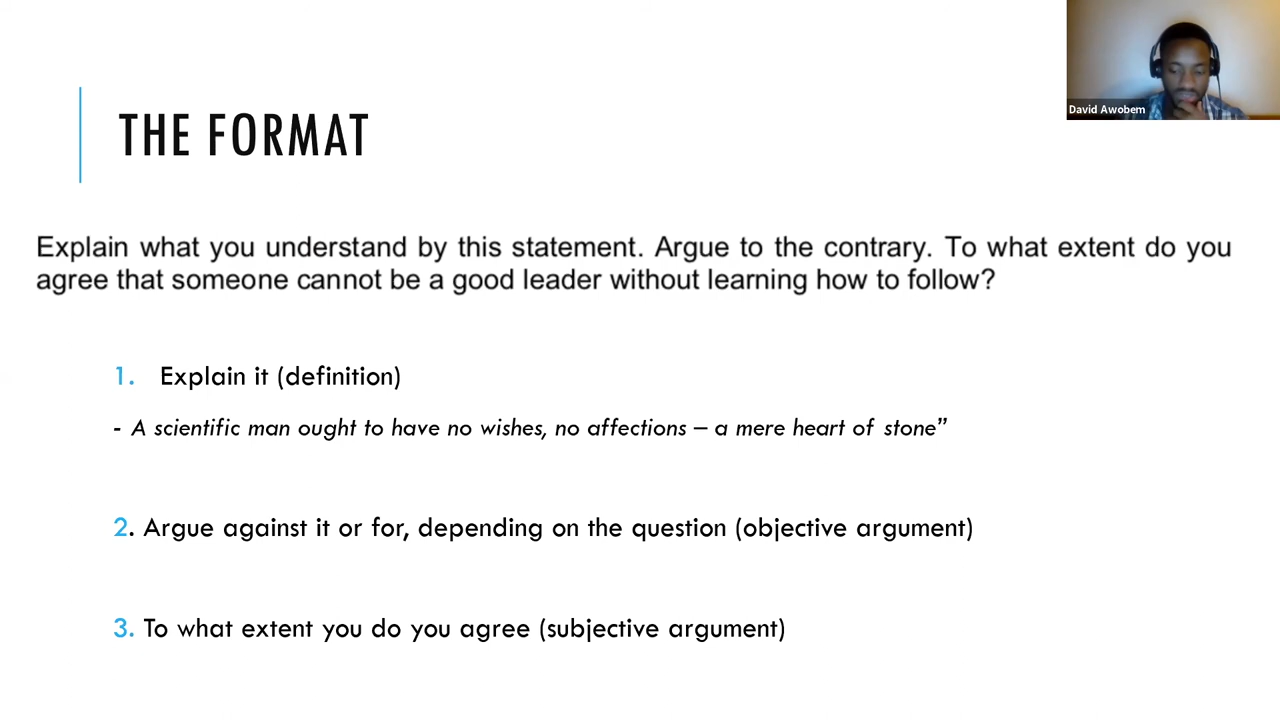 THE FORMAT
David Awobem
Explain what you understand by this statement. Argue to the contrary. To what extent do you
agree that someone cannot be a good leader without learning how to follow?
1. Explain it (definition)
- A scientific man ought to have no wishes, no affections – a mere heart of stone”
2. Argue against it or for, depending on the question (objective argument)
3. To what extent you do you agree (subjective argument)